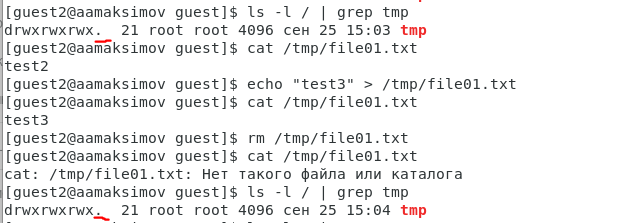 [guest2@aamaksimov guest]$ ls -l / | grep tmp
drwxrwxrwx.  21 root root 4096 сен 25 15:03 tmp
[guest2@aamaksimov guest]$ cat /tmp/file01.txt
test2
[guest2@aamaksimov guest]$ echo "test3" > /tmp/file01.txt
[guest2@aamaksimov guest]$ cat /tmp/file01.txt
test3
[guest2@aamaksimov guest]$ rm /tmp/file01.txt
[guest2@aamaksimov guest]$ cat /tmp/file01.txt
cat: /tmp/file01.txt: Нет такого файла или каталога
[guest2@aamaksimov guest]$ ls -l / | grep tmp
drwxrwxrwx.  21 root root 4096 сен 25 15:04 tmp